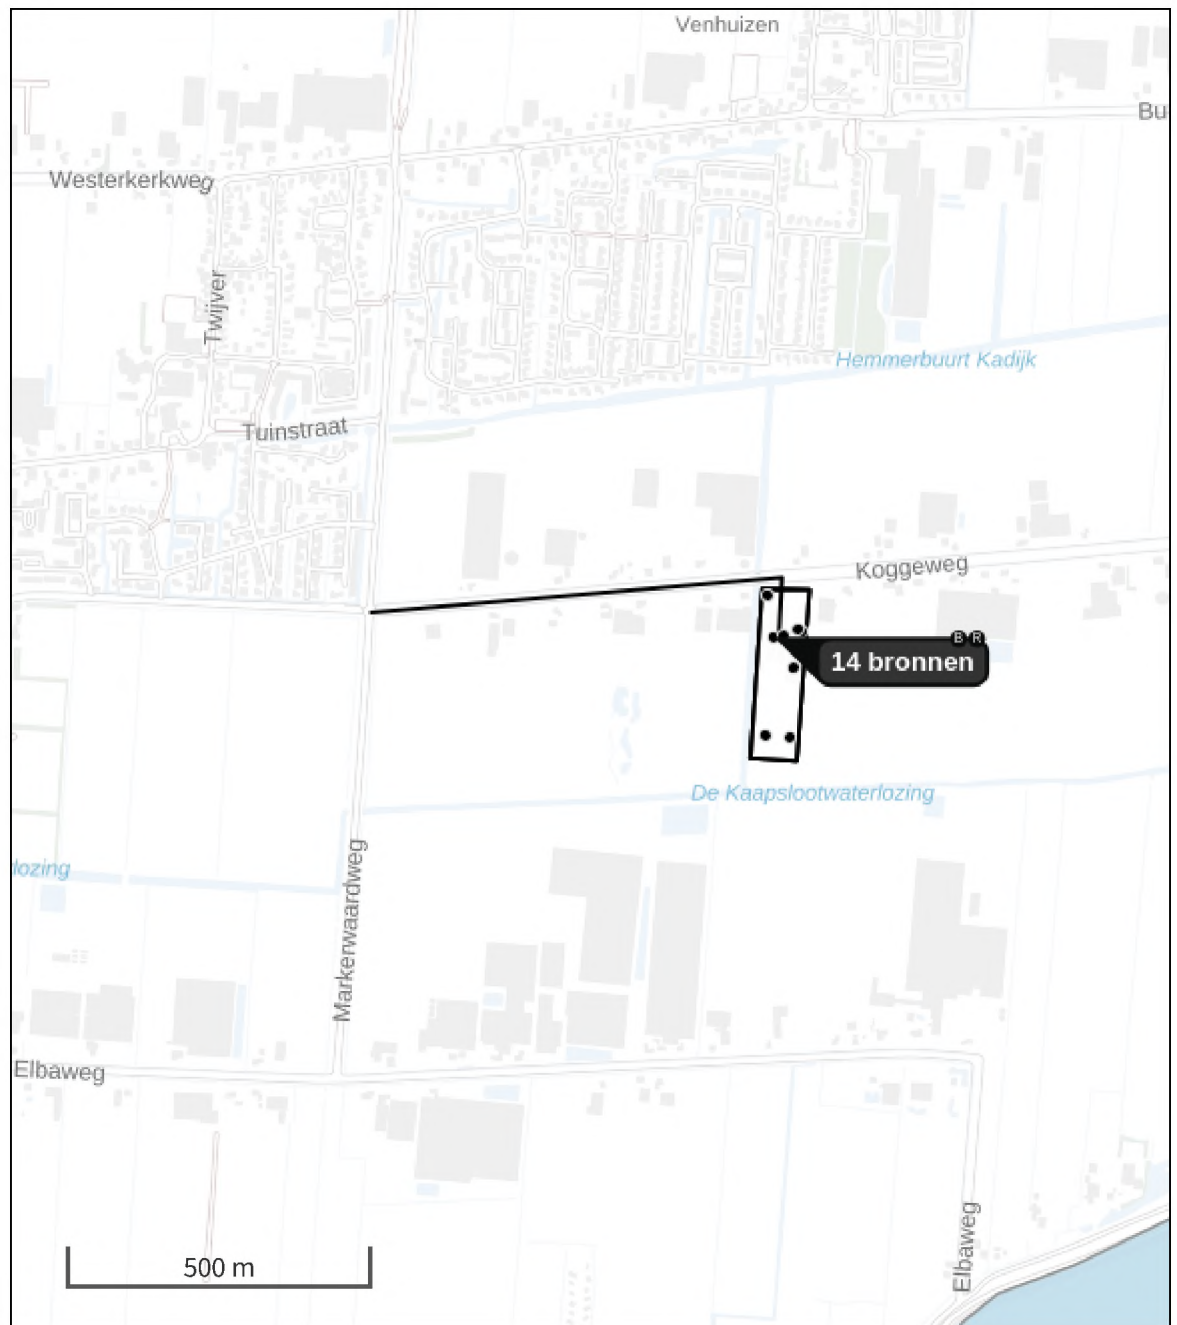 Venhuizen
Bu
Westerkerkweg
Twijver
Hemmerbuurt Kadijk
Tuinstraat
Koggeweg
B R
14 bronnen
De Kaapslootwaterlozing
lozing
Markerwaardweg
Elbaweg
Elbaweg
500 m